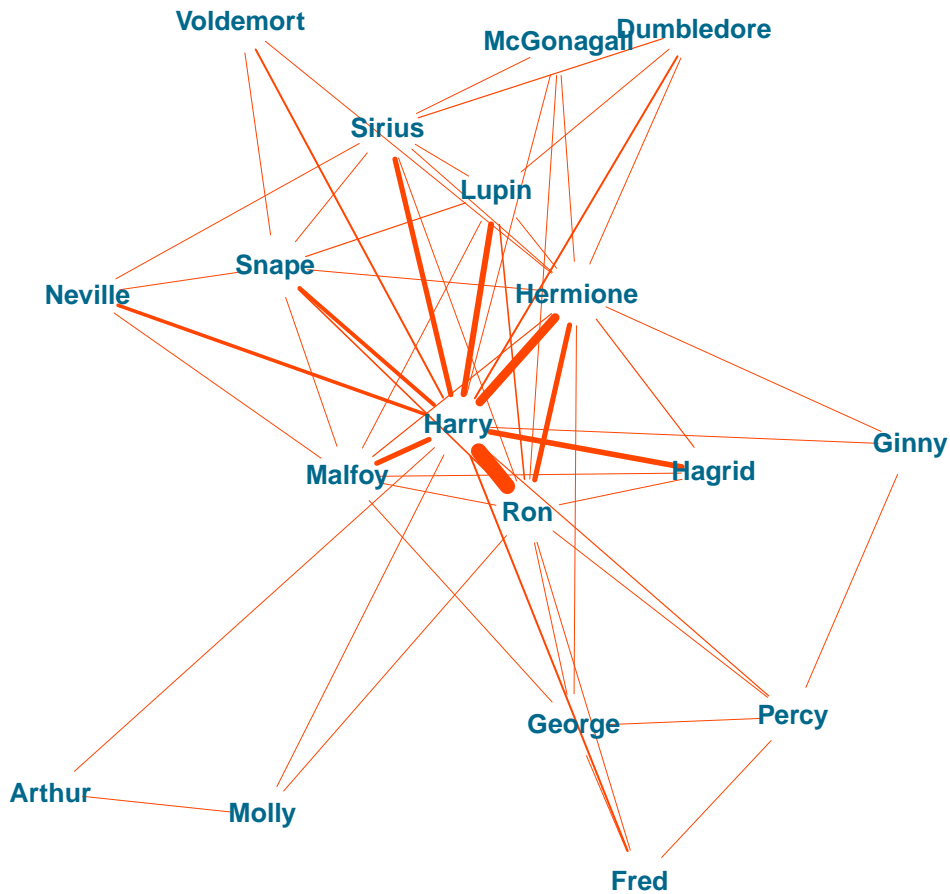 Voldemort
McGonagall
Dumbledore
Sirius
Lupin
Snape
Neville
Hermione
Harry
Ginny
Malfoy
Hagrid
Ron
George
Percy
Arthur
Molly
Fred